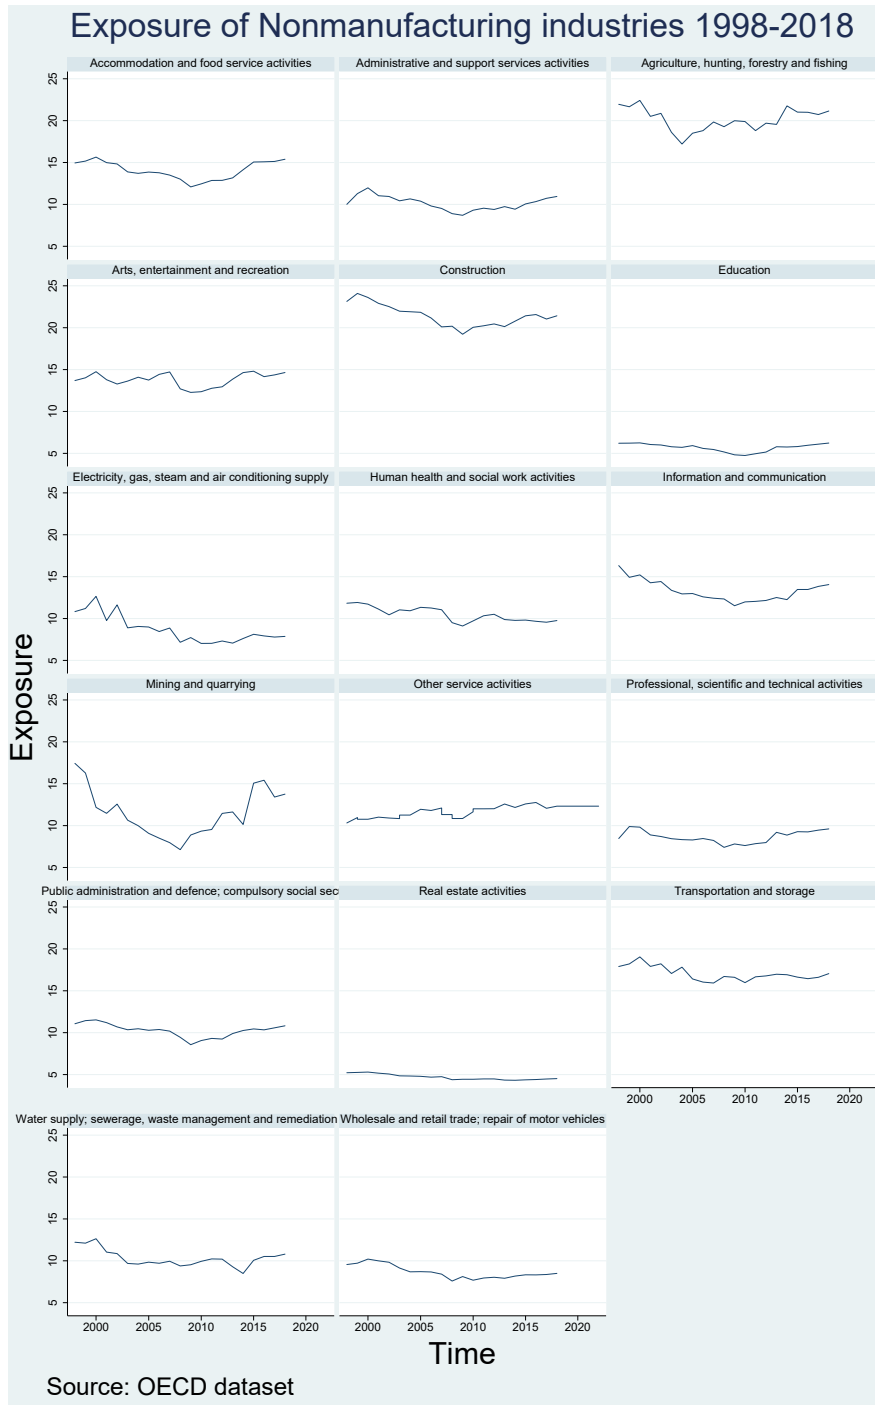 Exposure of Nonmanufacturing industries 1998-2018
Accommodation and food service activities
Administrative and support services activities
Agriculture, hunting, forestry and fishing
25
20
15
10
5
Arts, entertainment and recreation
Construction
Education
25
20
15
10
5
Electricity, gas, steam and air conditioning supply
Human health and social work activities
Information and communication
25
20
15
10
5
Exposure
Mining and quarrying
Other service activities
Professional, scientific and technical activities
25
20
15
10
5
Public administration and defence; compulsory social secu
Real estate activities
Transportation and storage
25
20
15
10
5
2000 2005 2010 2015 2020
Water supply; sewerage, waste management and remediation
Wholesale and retail trade; repair of motor vehicles
25
20
15
10
5
2000 2005 2010 2015 2020
2000 2005 2010 2015 2020
Time
Source: OECD dataset